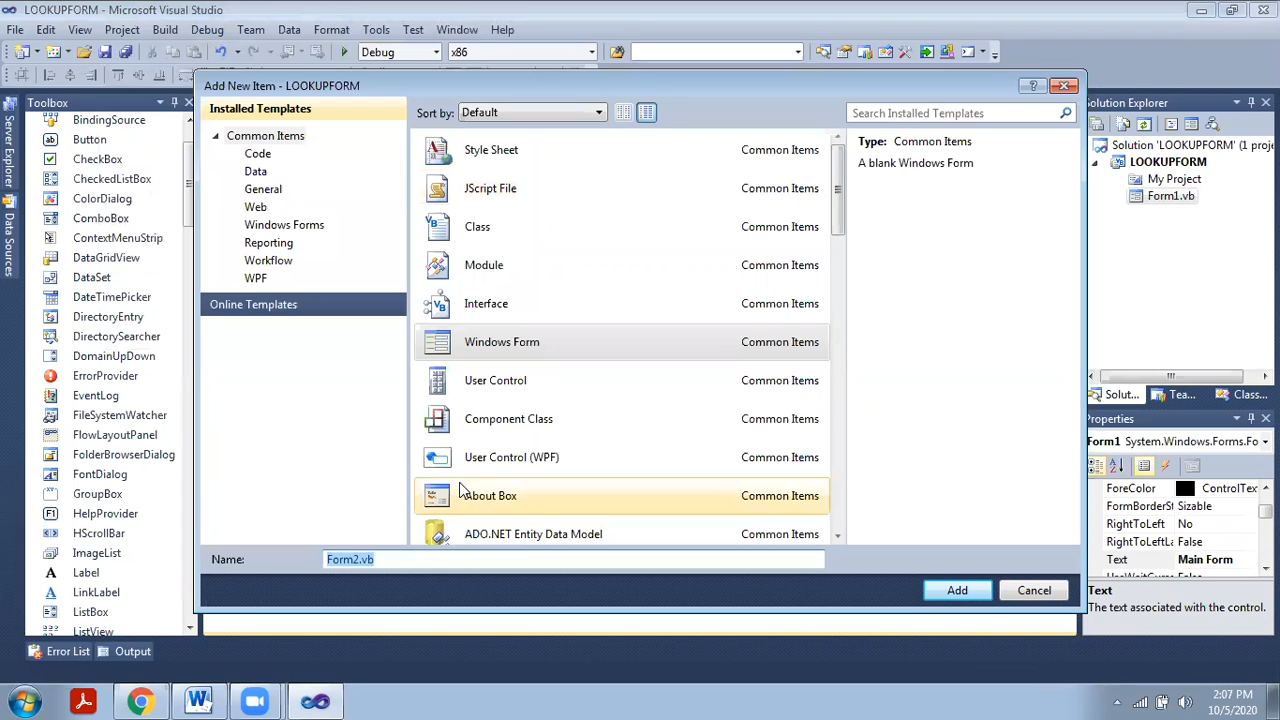 LOOKUPFORM - Microsoft Visual Studio
File Edit View Project Build Debug Team Data Format Tools Test Window Help
Debug x86
Toolbox
BindingSource
Button
CheckBox
CheckedListBox
ColorDialog
ComboBox
ContextMenuStrip
DataGridView
DataSet
DateTimePicker
DirectoryEntry
DirectorySearcher
DomainUpDown
ErrorProvider
EventLog
FileSystemWatcher
FlowLayoutPanel
FolderBrowserDialog
FontDialog
GroupBox
HelpProvider
HScrollBar
ImageList
Label
LinkLabel
ListBox
ListView
Server Explorer
Data Sources
Error List Output
Add New Item - LOOKUPFORM
Installed Templates
Common Items
Code
Data
General
Web
Windows Forms
Reporting
Workflow
WPF
Online Templates
Sort by: Default
Style Sheet Common Items
JScript File Common Items
Class Common Items
Module Common Items
Interface Common Items
Windows Form Common Items
User Control Common Items
Component Class Common Items
User Control (WPF) Common Items
About Box Common Items
ADO.NET Entity Data Model Common Items
Search Installed Templates
Type: Common Items
A blank Windows Form
Name: Form2.vb
Add Cancel
Solution Explorer
Solution 'LOOKUPFORM' (1 proje
LOOKUPFORM
My Project
Form1.vb
Solut... Tea... Class...
Properties
Form1 System.Windows.Forms.Fo
ForeColor ControlTex
FormBorderSt Sizable
RightToLeft No
RightToLeftLa False
Text Main Form
UseWaitCurso False
Text
The text associated with the control.
2:07 PM
10/5/2020